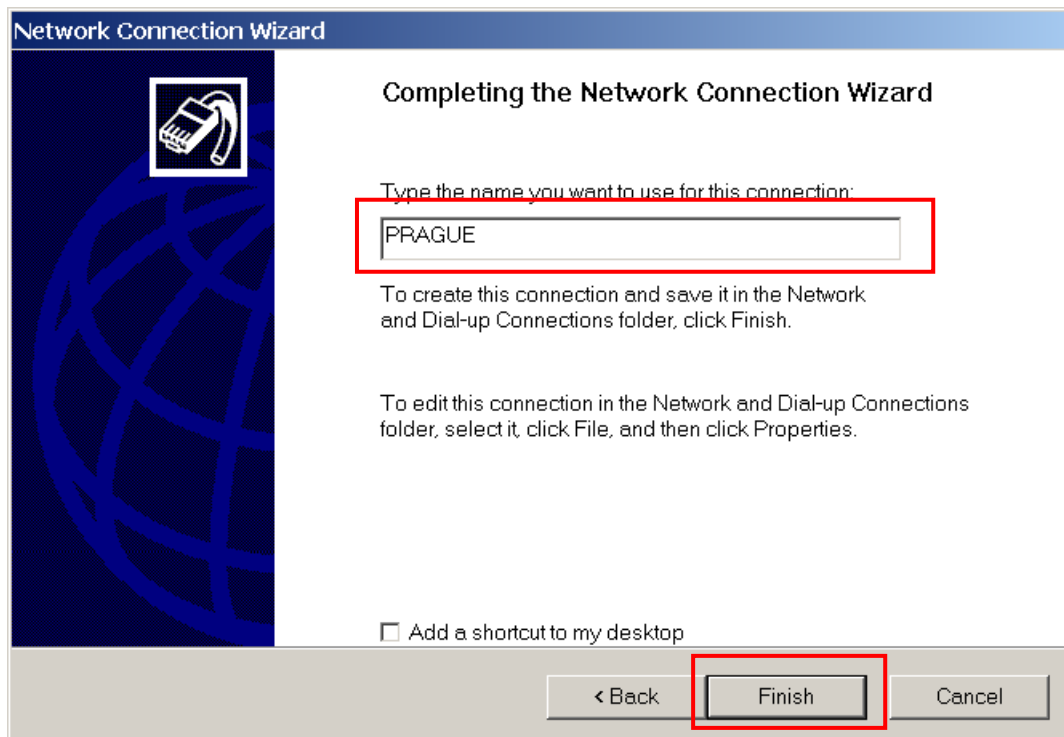 Network Connection Wizard
Completing the Network Connection Wizard
Type the name you want to use for this connection:
PRAGUE
To create this connection and save it in the Network
and Dial-up Connections folder, click Finish.
To edit this connection in the Network and Dial-up Connections
folder, select it, click File, and then click Properties.
Add a shortcut to my desktop
< Back
Finish
Cancel